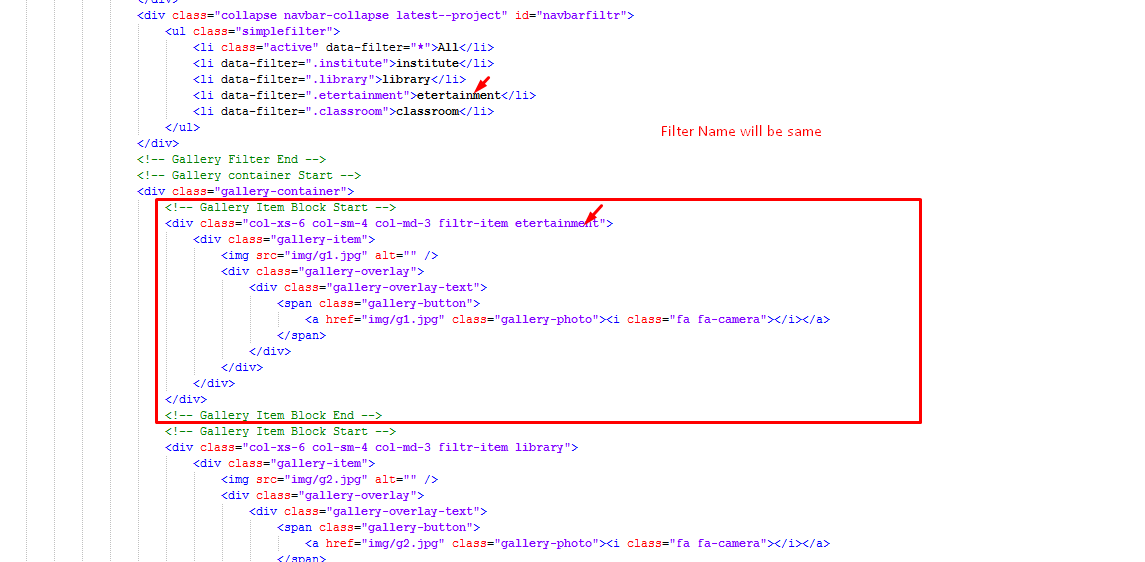 </div>
<div class="collapse navbar-collapse latest--project" id="navbarfiltr">
<ul class="simplefilter">
<li class="active" data-filter="*">All</li>
<li data-filter=".institute">institute</li>
<li data-filter=".library">library</li>
<li data-filter=".etertainment">etertainment</li>
<li data-filter=".classroom">classroom</li>
</ul>
Filter Name will be same
</div>
<!-- Gallery Filter End -->
<!-- Gallery container Start -->
<div class="gallery-container">
<!-- Gallery Item Block Start -->
<div class="col-xs-6 col-sm-4 col-md-3 filtr-item etertainment">
<div class="gallery-item">
<img src="img/g1.jpg" alt="" />
<div class="gallery-overlay">
<div class="gallery-overlay-text">
<span class="gallery-button">
<a href="img/g1.jpg" class="gallery-photo"><i class="fa fa-camera"></i></a>
</span>
</div>
</div>
</div>
</div>
<!-- Gallery Item Block End -->
<!-- Gallery Item Block Start -->
<div class="col-xs-6 col-sm-4 col-md-3 filtr-item library">
<div class="gallery-item">
<img src="img/g2.jpg" alt="" />
<div class="gallery-overlay">
<div class="gallery-overlay-text">
<span class="gallery-button">
<a href="img/g2.jpg" class="gallery-photo"><i class="fa fa-camera"></i></a>
</span>